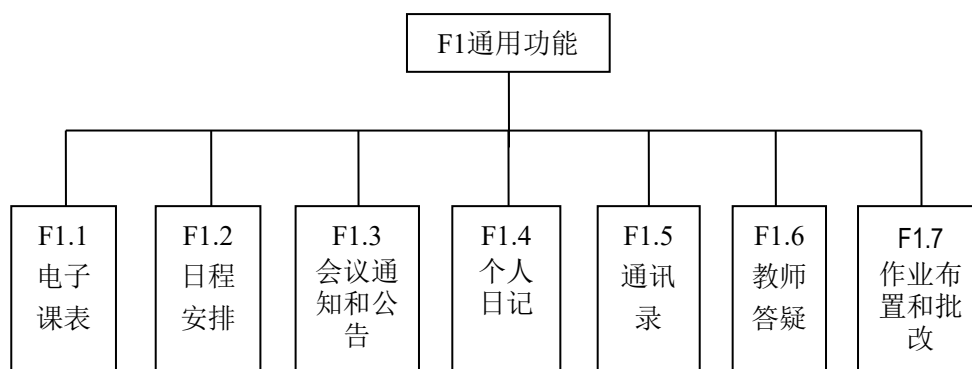 F1通用功能
F1.1
电子
课表
F1.2
日程
安排
F1.3
会议通
知和公
告
F1.4
个人
日记
F1.5
通讯
录
F1.6
教师
答疑
F1.7
作业布
置和批
改